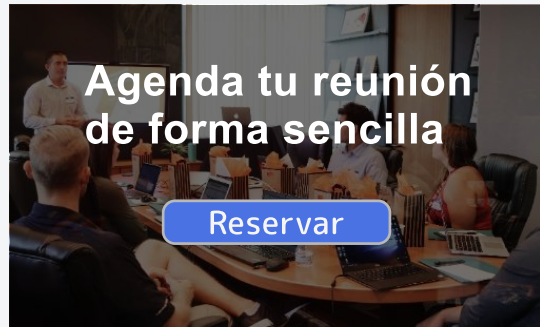 Agenda tu reunión
de forma sencilla
Reservar